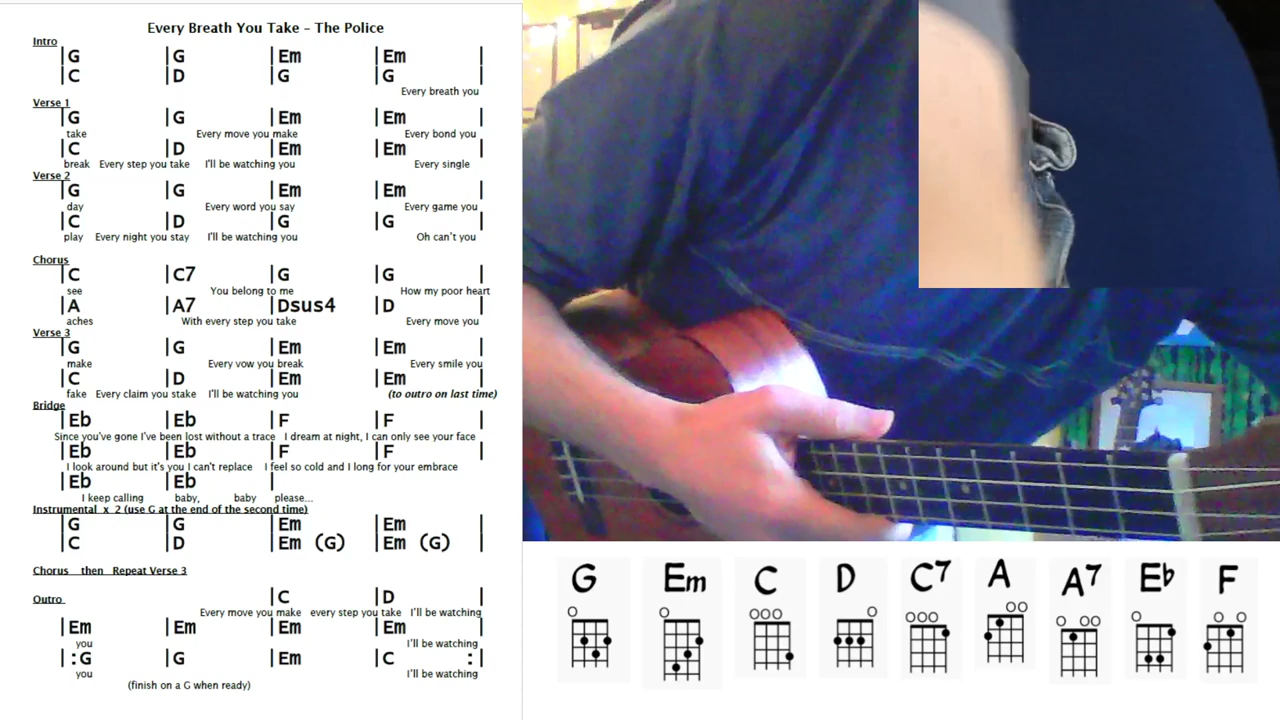 Every Breath You Take – The Police
Intro
|G |G |Em |Em |
|C |D |G |G |
Every breath you
Verse 1
|G |G |Em |Em |
take Every move you make Every bond you
|C |D |Em |Em |
break Every step you take I'll be watching you Every single
Verse 2
|G |G |Em |Em |
day Every word you say Every game you
|C |D |G |G |
play Every night you stay I'll be watching you Oh can't you
Chorus
|C |C7 |G |G |
see You belong to me How my poor heart
|A |A7 |Dsus4 |D |
aches With every step you take Every move you
Verse 3
|G |G |Em |Em |
make Every vow you break Every smile you
|C |D |Em |Em |
fake Every claim you stake I'll be watching you (to outro on last time)
Bridge
|Eb |Eb |F |F |
Since you've gone I've been lost without a trace I dream at night, I can only see your face
|Eb |Eb |F |F |
I look around but it's you I can't replace I feel so cold and I long for your embrace
|Eb |Eb |
I keep calling baby, baby please...
Instrumental x 2 (use G at the end of the second time)
|G |G |Em |Em |
|C |D |Em (G) |Em (G) |
Chorus then Repeat Verse 3
Outro |C |D |
Every move you make every step you take I'll be watching
|Em |Em |Em |Em |
you I'll be watching
|:G |G |Em |C :|
you I'll be watching
(finish on a G when ready)
G Em C D C7 A A7 Eb F